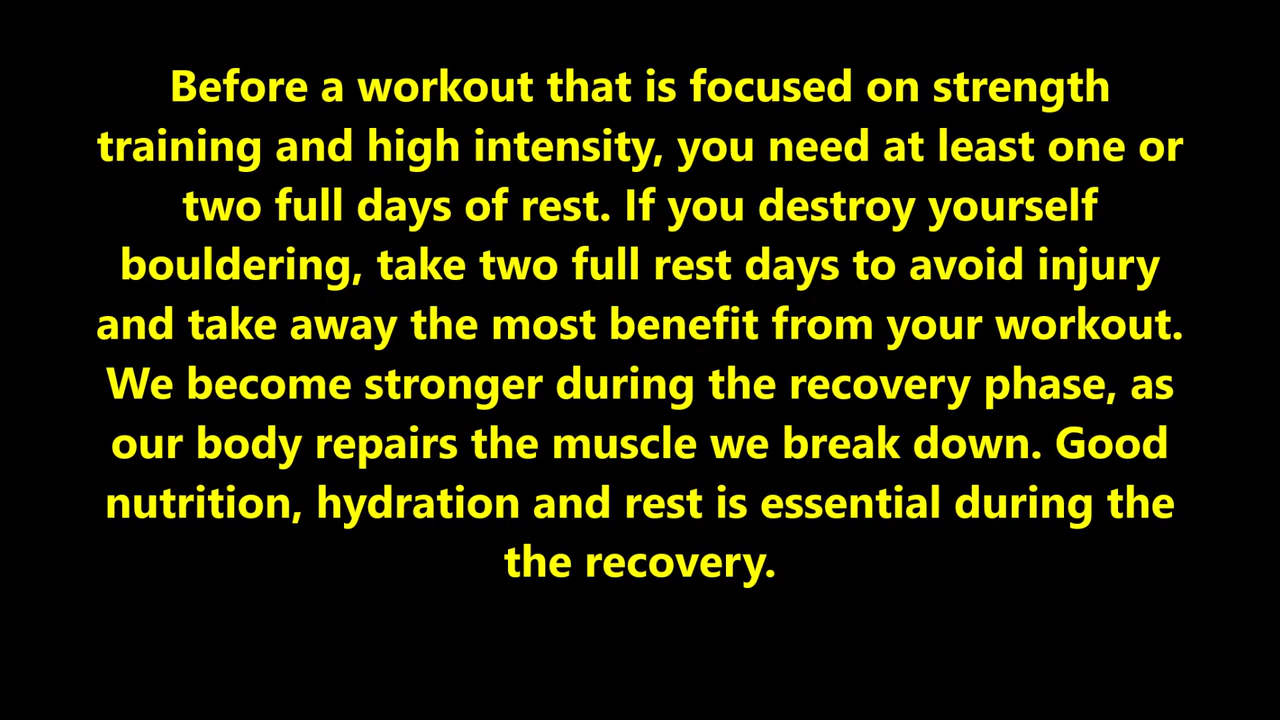 Before a workout that is focused on strength
training and high intensity, you need at least one or
two full days of rest. If you destroy yourself
bouldering, take two full rest days to avoid injury
and take away the most benefit from your workout.
We become stronger during the recovery phase, as
our body repairs the muscle we break down. Good
nutrition, hydration and rest is essential during the
the recovery.